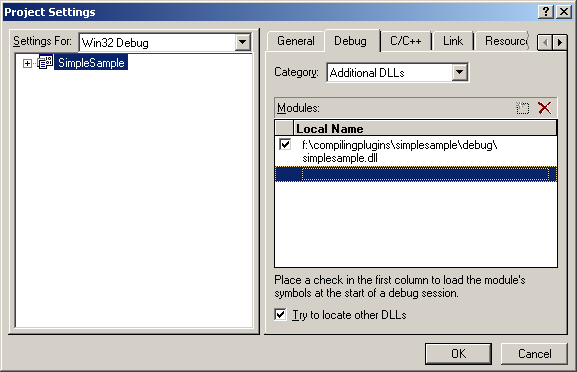 Project Settings
Settings For: Win32 Debug
SimpleSample
General Debug C/C++ Link Resourc
Category: Additional DLLs
Modules:
Local Name
f:\compilingplugins\simplesample\debug\
simplesample.dll
Place a check in the first column to load the module's
symbols at the start of a debug session.
Try to locate other DLLs
OK Cancel